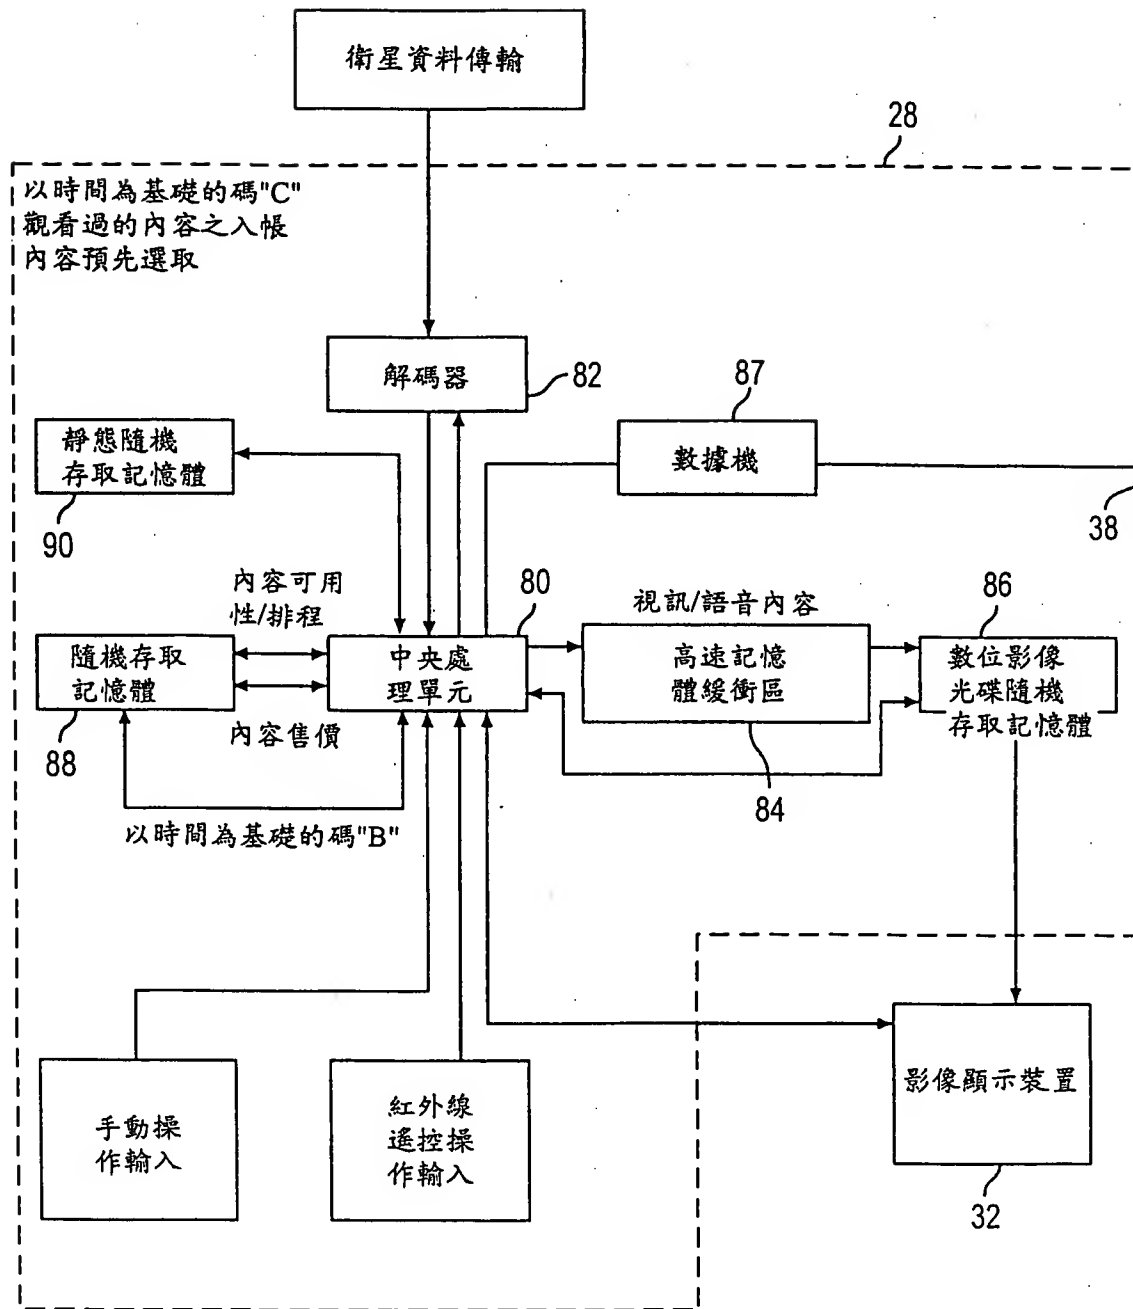 衛星資料傳輸
28
以時間為基礎的碼"C"
觀看過的內容之入帳
內容預先選取
解碼器
82
87
數據機
靜態隨機
存取記憶體
90
38
內容可用
性/排程
80
視訊/語音內容
86
隨機存取
記憶體
88
中央處
理單元
高速記憶
體緩衝區
84
數位影像
光碟隨機
存取記憶體
內容售價
以時間為基礎的碼"B"
手動操
作輸入
紅外線
遙控操
作輸入
影像顯示裝置
32